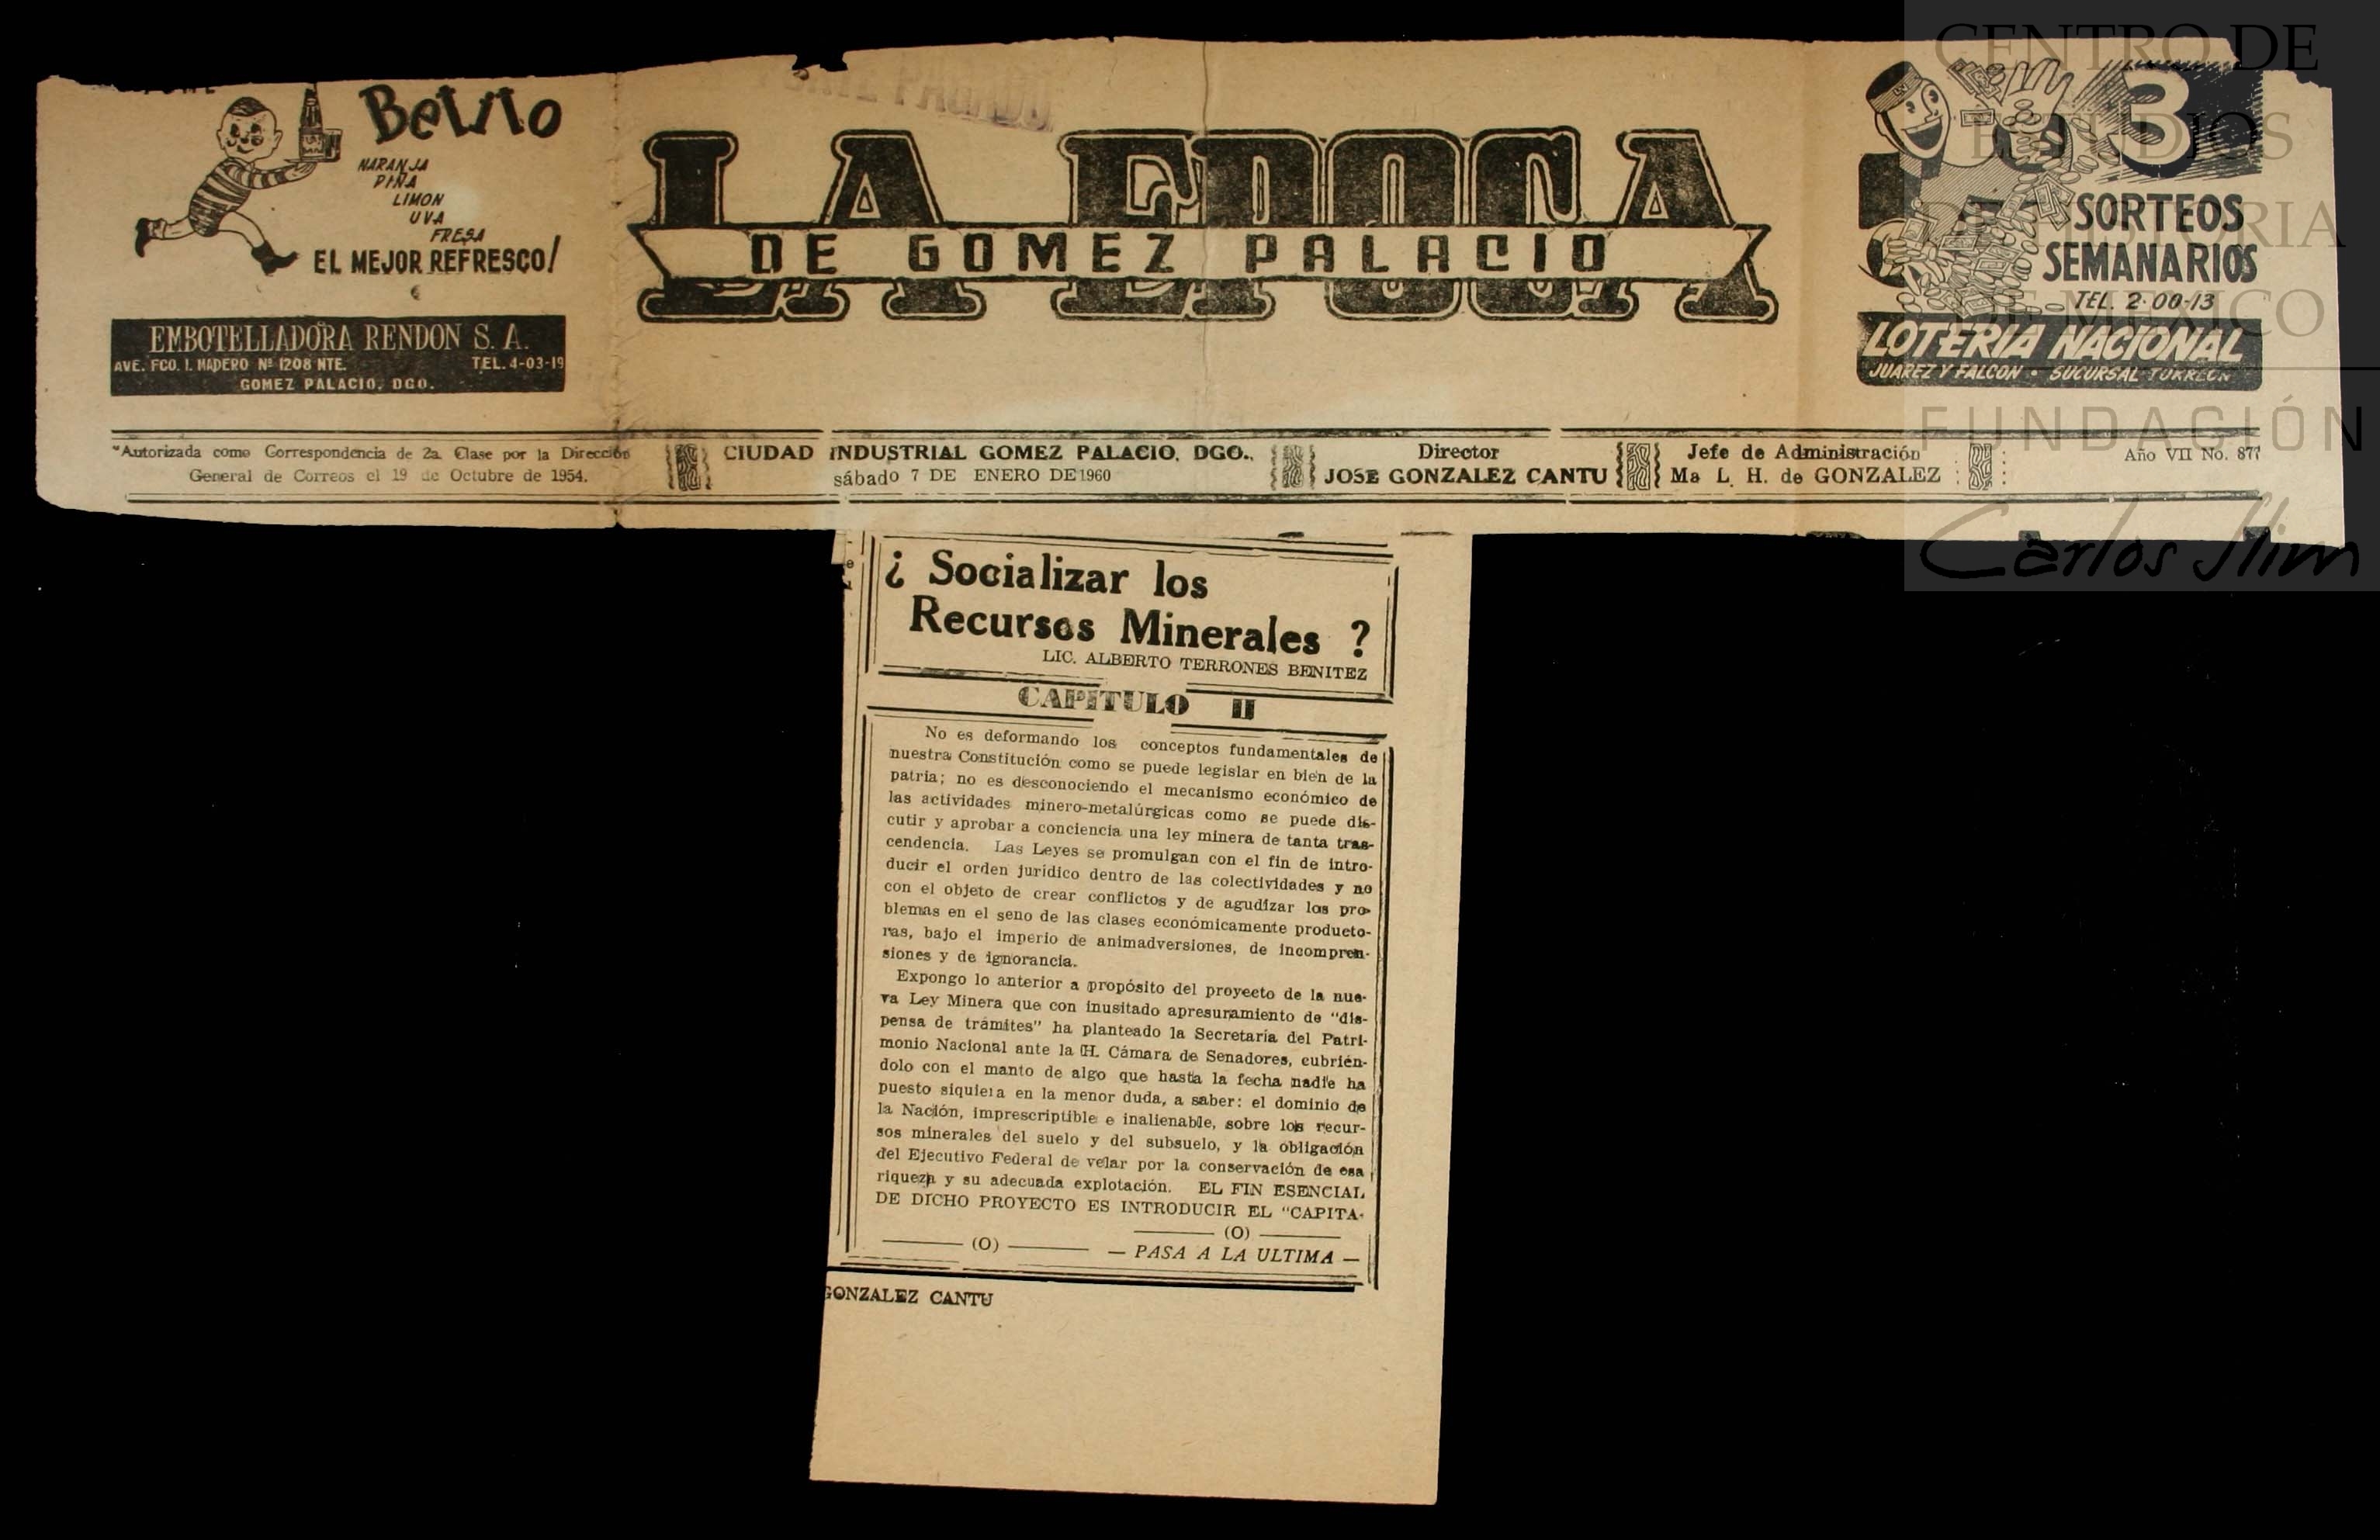 Betito
NARANJA
PIÑA
LIMON
UVA
FRESA
EL MEJOR REFRESCO!
EMBOTELLADORA RENDON S. A.
AVE. FCO. I. MADERO Nº 1208 NTE. TEL. 4-03-19
GOMEZ PALACIO, DGO.
PAGADO
LA EPOCA
DE GOMEZ PALACIO
3
SORTEOS
SEMANARIOS
TEL. 2-00-13
LOTERIA NACIONAL
JUAREZ Y FALCON • SUCURSAL TORREON
CENTRO DE
ESTUDIOS
DE HISTORIA
DE MEXICO
FUNDACIÓN
Carlos Slim
"Autorizada como Correspondencia de 2a. Clase por la Dirección
General de Correos el 19 de Octubre de 1954.
CIUDAD INDUSTRIAL GOMEZ PALACIO, DGO.,
sábado 7 DE ENERO DE 1960
Director
JOSE GONZALEZ CANTU
Jefe de Administración
Ma L. H. de GONZALEZ
Año VII No. 877
¿ Socializar los
Recursos Minerales ?
LIC. ALBERTO TERRONES BENITEZ
CAPITULO II
No es deformando los conceptos fundamentales de
nuestra Constitución como se puede legislar en bien de la
patria; no es desconociendo el mecanismo económico de
las actividades minero-metalúrgicas como se puede dis-
cutir y aprobar a conciencia una ley minera de tanta tras-
cendencia. Las Leyes se promulgan con el fin de intro-
ducir el orden jurídico dentro de las colectividades y no
con el objeto de crear conflictos y de agudizar los pro-
blemas en el seno de las clases económicamente producto-
ras, bajo el imperio de animadversiones, de incompren-
siones y de ignorancia.
Expongo lo anterior a propósito del proyecto de la nue-
va Ley Minera que con inusitado apresuramiento de "dis-
pensa de trámites" ha planteado la Secretaría del Patri-
monio Nacional ante la H. Cámara de Senadores, cubrién-
dolo con el manto de algo que hasta la fecha nadie ha
puesto siquiera en la menor duda, a saber: el dominio de
la Nación, imprescriptible e inalienable, sobre los recur-
sos minerales del suelo y del subsuelo, y la obligación
del Ejecutivo Federal de velar por la conservación de esa
riqueza y su adecuada explotación. EL FIN ESENCIAL
DE DICHO PROYECTO ES INTRODUCIR EL "CAPITA-
(O)
(O)
— PASA A LA ULTIMA —
GONZALEZ CANTU